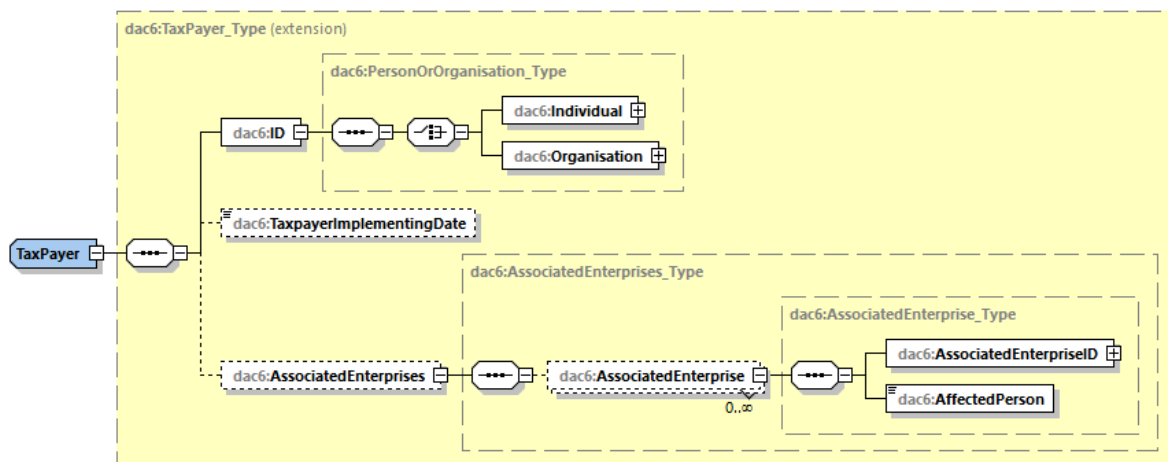 dac6:TaxPayer_Type (extension)
dac6:PersonOrOrganisation_Type
dac6:Individual
dac6:ID
dac6:Organisation
dac6:TaxpayerImplementingDate
TaxPayer
dac6:AssociatedEnterprises_Type
dac6:AssociatedEnterprise_Type
dac6:AssociatedEnterpriseID
dac6:AssociatedEnterprises
dac6:AssociatedEnterprise
0..∞
dac6:AffectedPerson